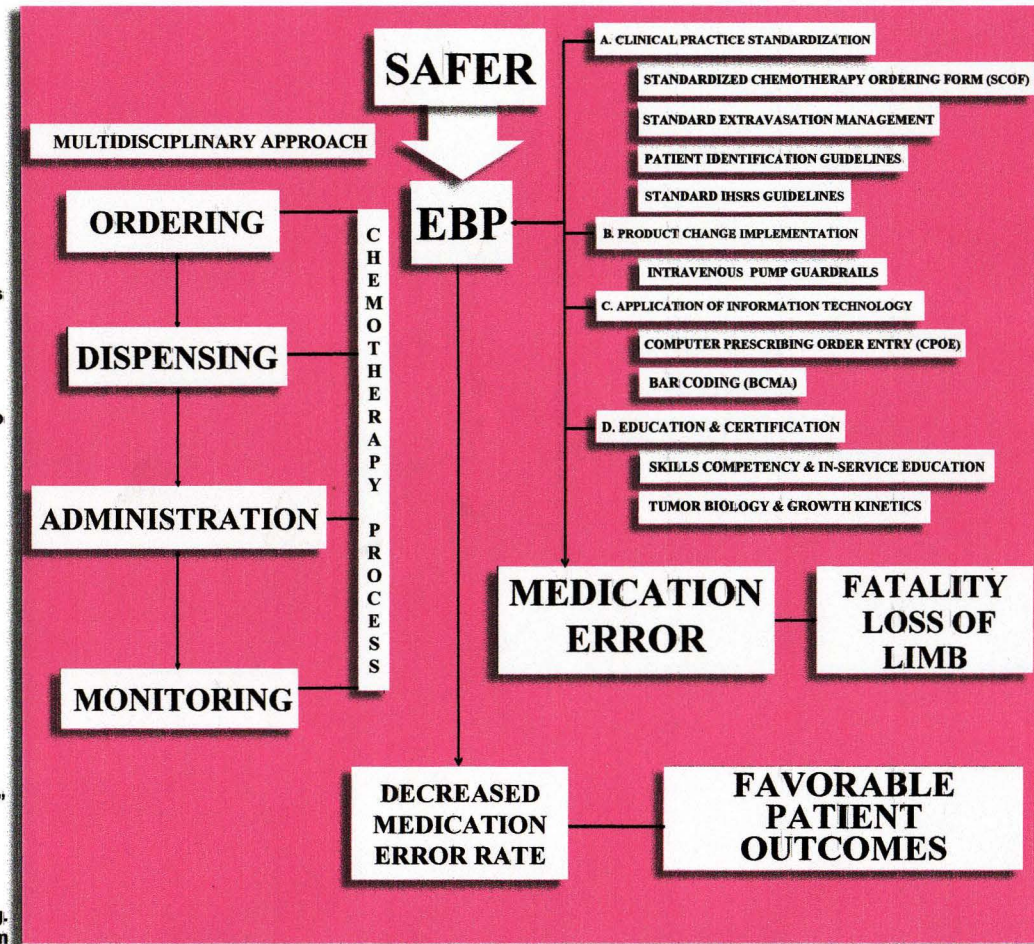 SAFER
EBP
MULTIDISCIPLINARY APPROACH
ORDERING
DISPENSING
ADMINISTRATION
MONITORING
CHEMOTHERAPY PROCESS
A. CLINICAL PRACTICE STANDARDIZATION
STANDARDIZED CHEMOTHERAPY ORDERING FORM (SCOF)
STANDARD EXTRAVASATION MANAGEMENT
PATIENT IDENTIFICATION GUIDELINES
STANDARD IHSRS GUIDELINES
B. PRODUCT CHANGE IMPLEMENTATION
INTRAVENOUS PUMP GUARDRAILS
C. APPLICATION OF INFORMATION TECHNOLOGY
COMPUTER PRESCRIBING ORDER ENTRY (CPOE)
BAR CODING (BCMA)
D. EDUCATION & CERTIFICATION
SKILLS COMPETENCY & IN-SERVICE EDUCATION
TUMOR BIOLOGY & GROWTH KINETICS
MEDICATION
ERROR
FATALITY
LOSS OF
LIMB
DECREASED
MEDICATION
ERROR RATE
FAVORABLE
PATIENT
OUTCOMES